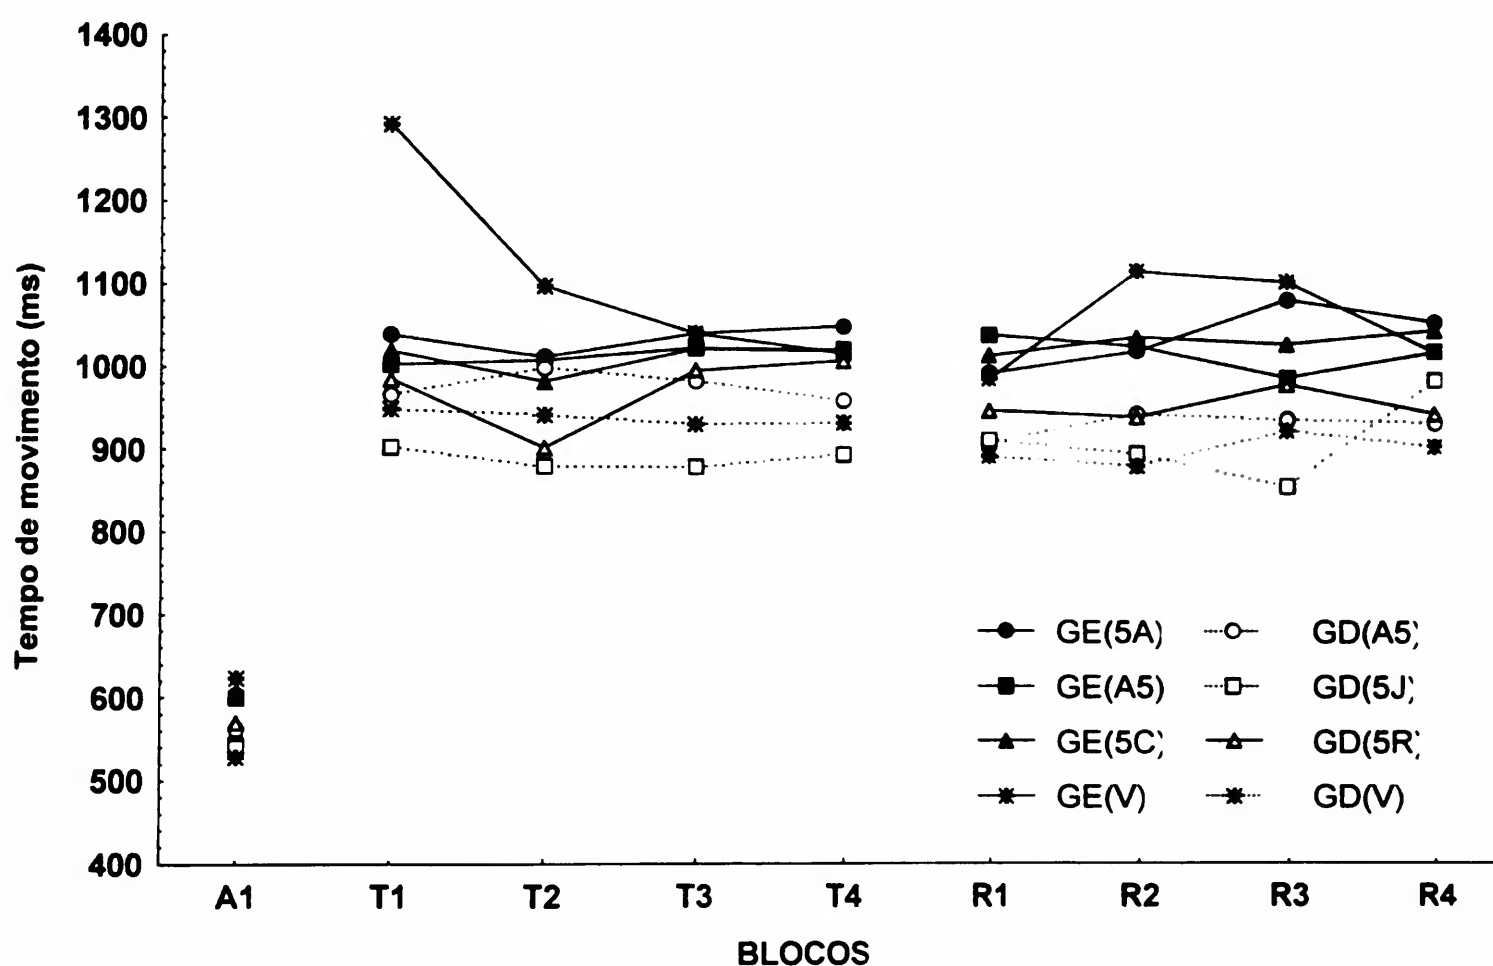 1400
1300
1200
1100
1000
900
800
700
600
500
400
Tempo de movimento (ms)
A1 T1 T2 T3 T4 R1 R2 R3 R4
BLOCOS
GE(5A) GD(A5)
GE(A5) GD(5J)
GE(5C) GD(5R)
GE(V) GD(V)